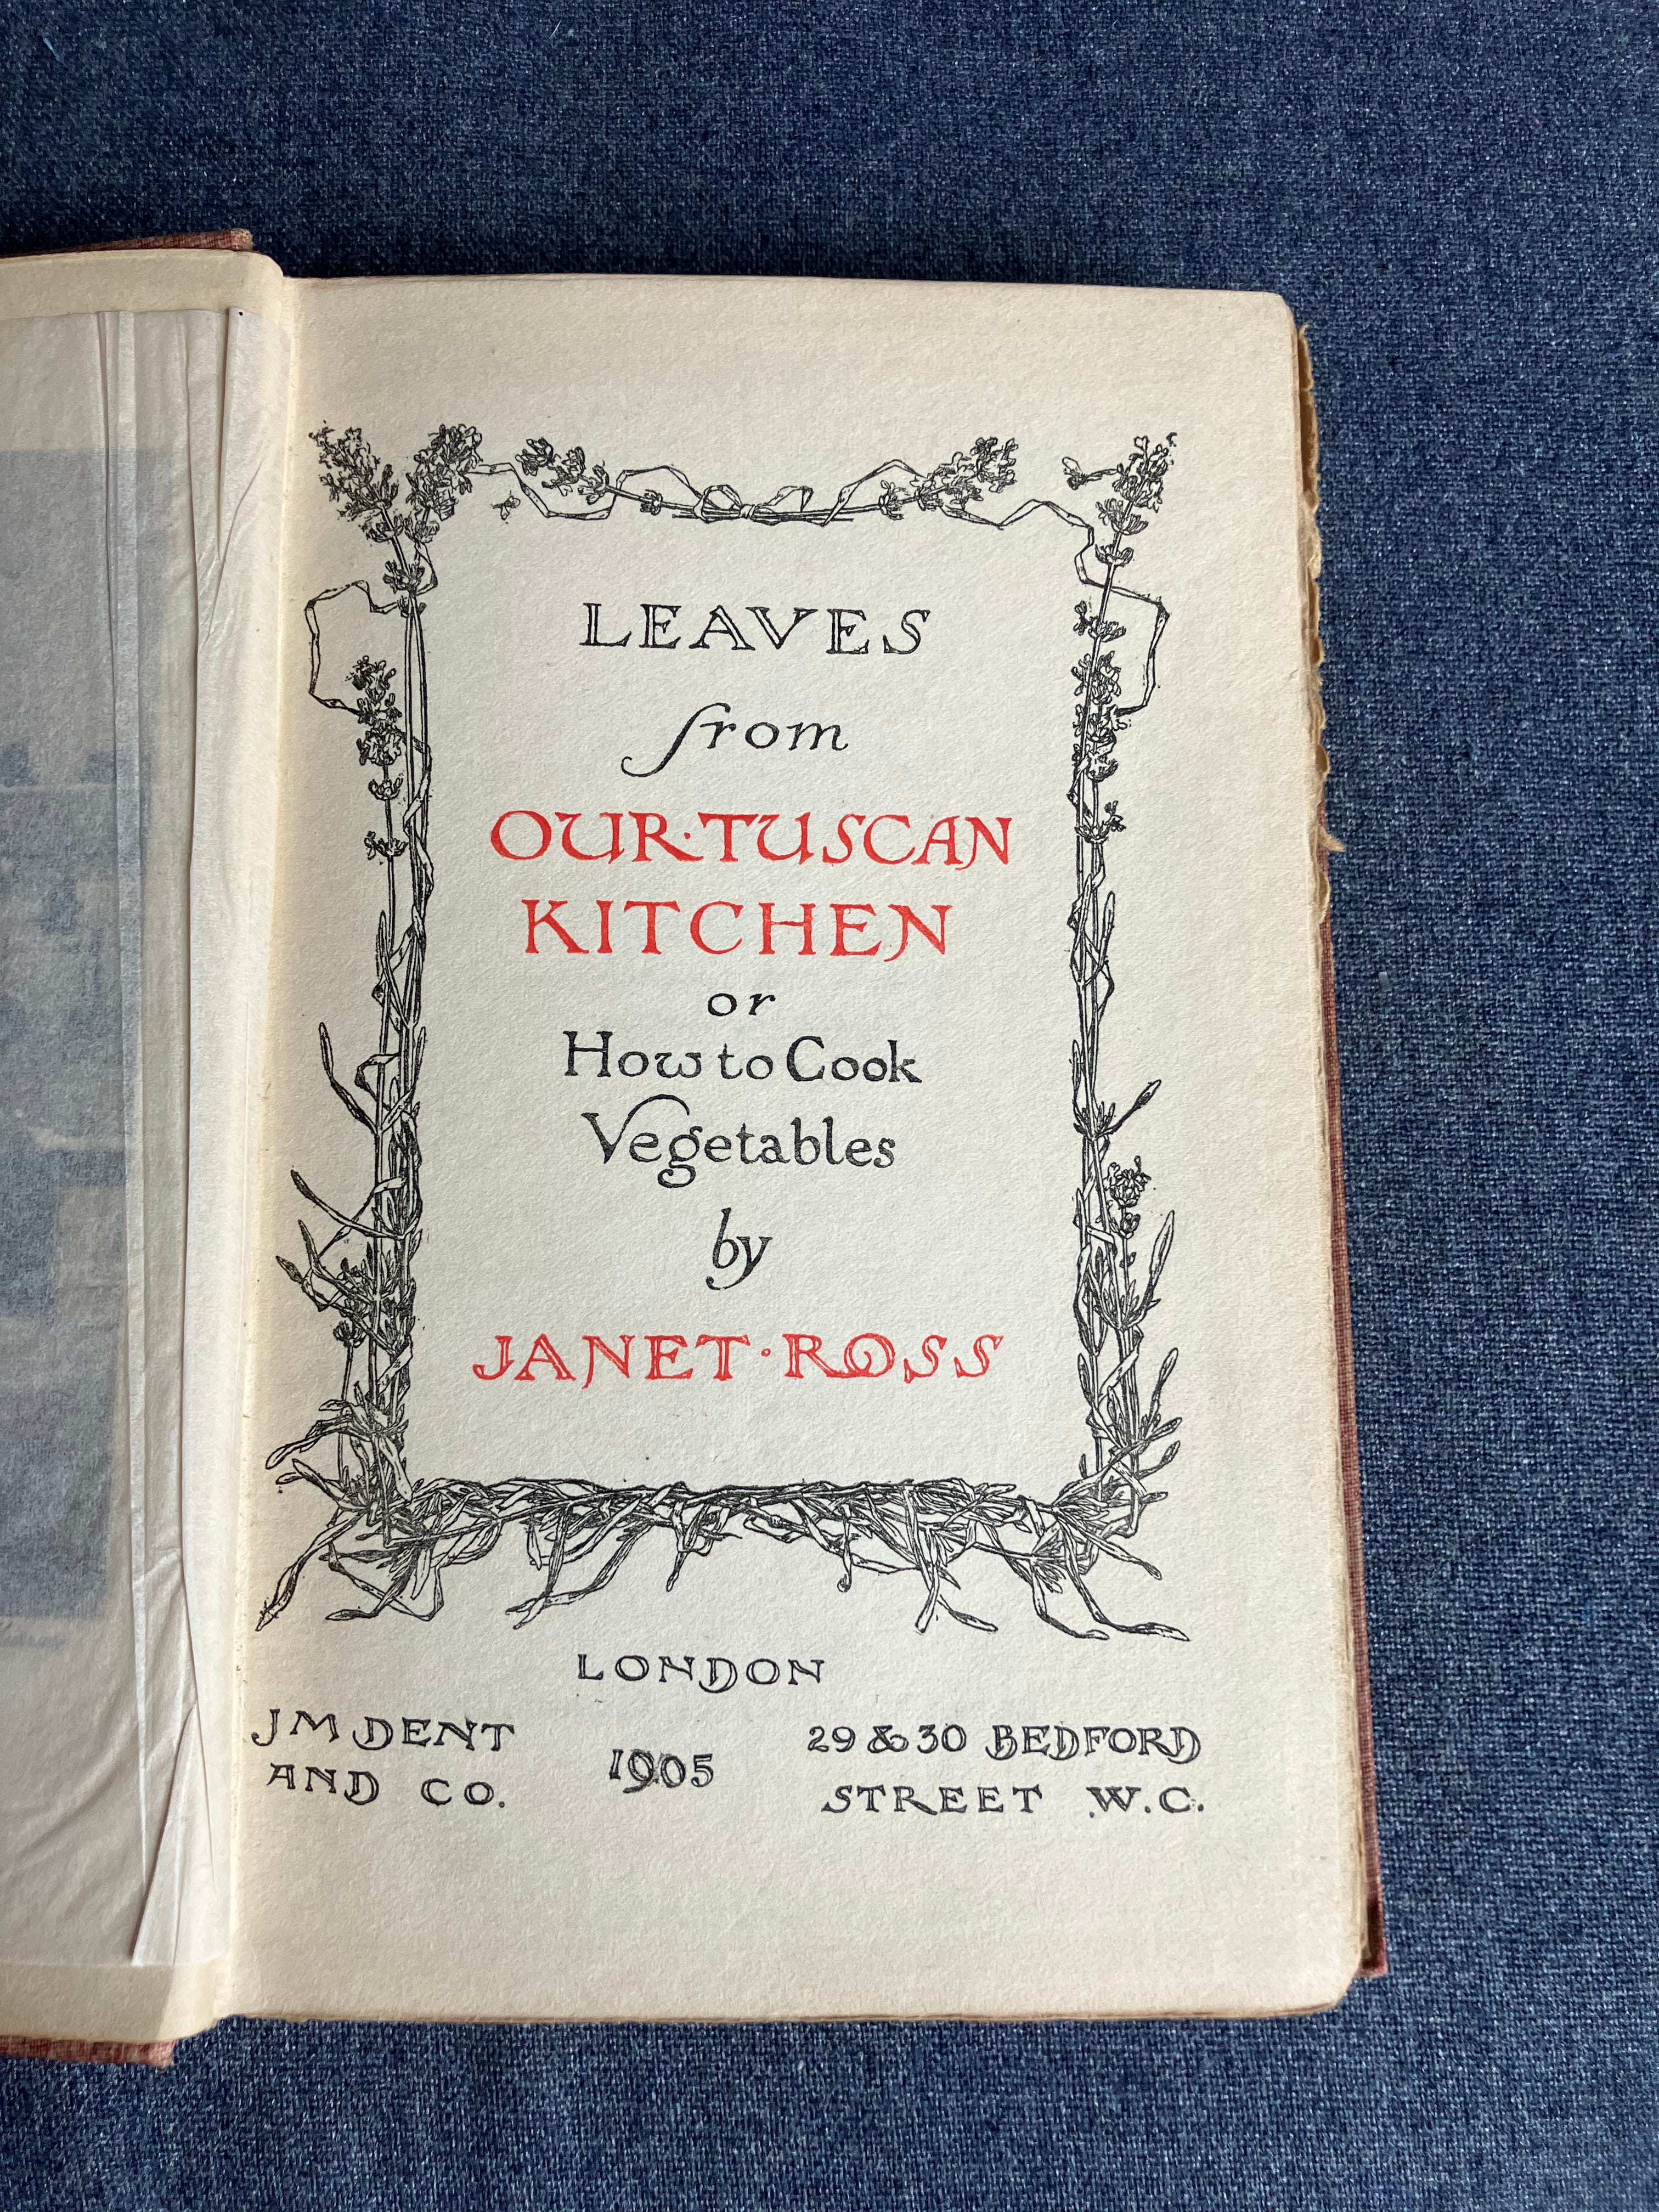 LEAVES
from
OUR·TUSCAN
KITCHEN
or
How to Cook
Vegetables
by
JANET·ROSS
LONDON
J M DENT
AND CO.
1905
29 & 30 BEDFORD
STREET W.C.